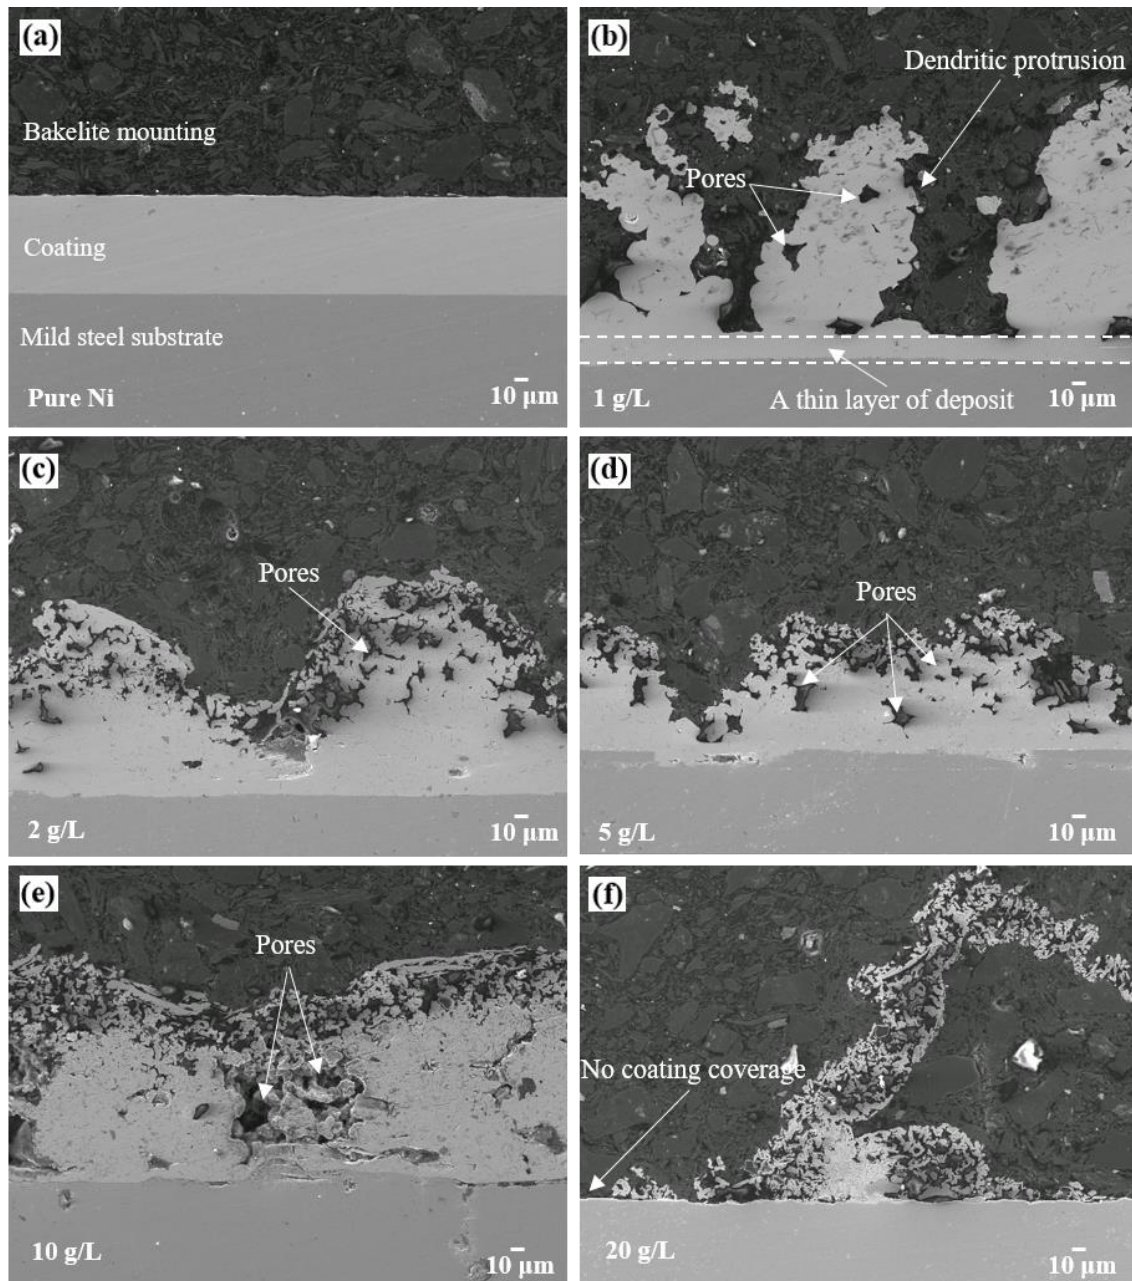 (a)
Bakelite mounting
Coating
Mild steel substrate
Pure Ni
10 μm
(b)
Dendritic protrusion
Pores
A thin layer of deposit
1 g/L
10 μm
(c)
Pores
2 g/L
10 μm
(d)
Pores
5 g/L
10 μm
(e)
Pores
10 g/L
10 μm
(f)
No coating coverage
20 g/L
10 μm